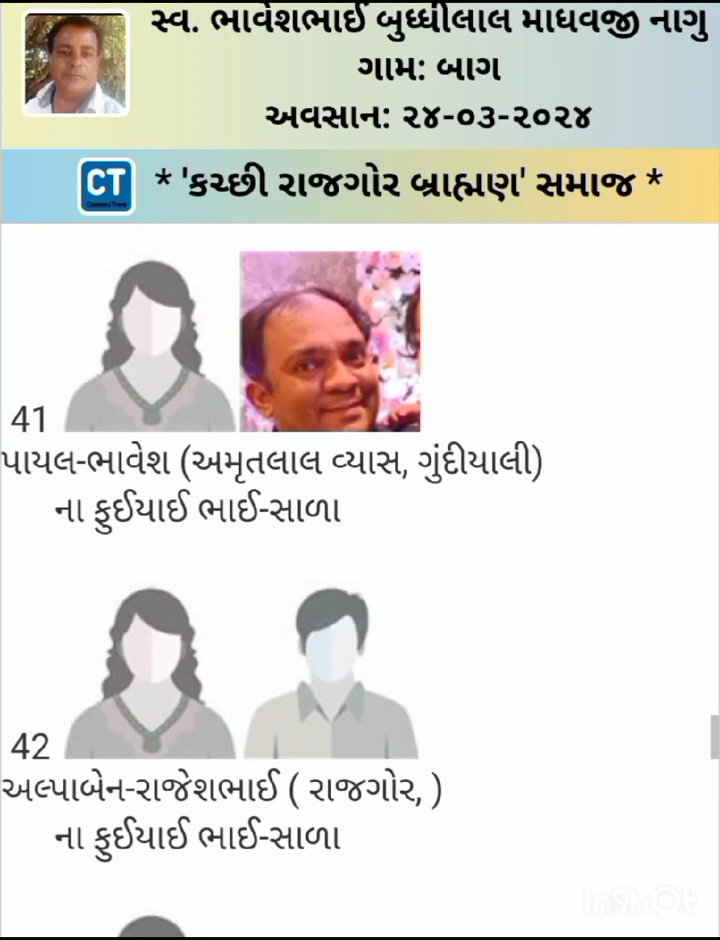 સ્વ. ભાવેશભાઈ બુધ્ધીલાલ માધવજી નાગુ
ગામ: બાગ
અવસાન: ૨૪-૦૩-૨૦૨૪
CT
CommuTree
* 'કચ્છી રાજગોર બ્રાહ્મણ' સમાજ *
41
પાયલ-ભાવેશ (અમૃતલાલ વ્યાસ, ગુંદીયાલી)
ના ફુઈયાઈ ભાઈ-સાળા
42
અલ્પાબેન-રાજેશભાઈ ( રાજગોર, )
ના ફુઈયાઈ ભાઈ-સાળા
InShOt